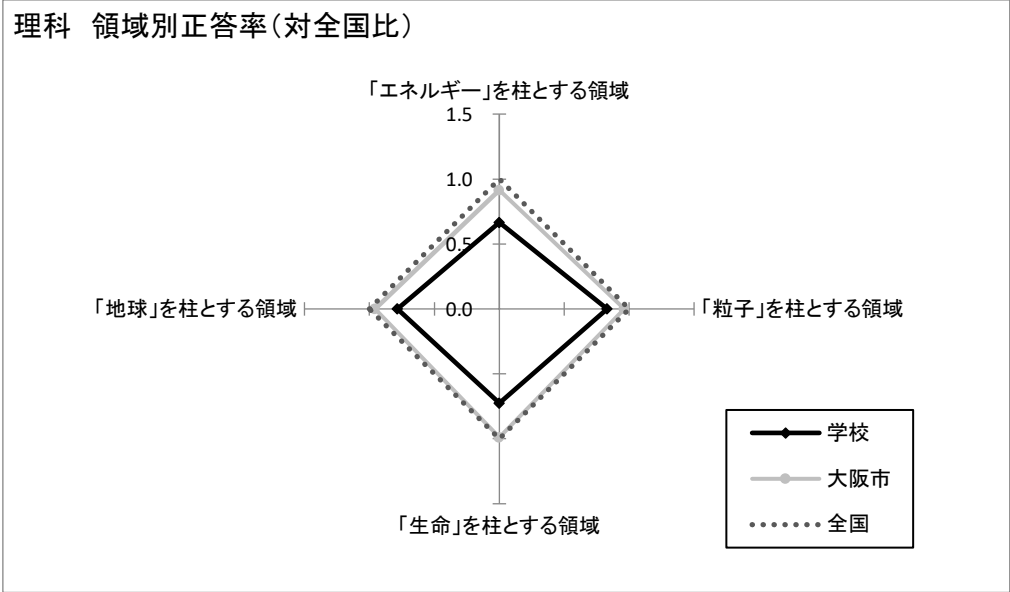 理科　領域別正答率（対全国比）
「エネルギー」を柱とする領域
1.5
1.0
0.5
「地球」を柱とする領域
0.0
「粒子」を柱とする領域
「生命」を柱とする領域
学校
大阪市
全国